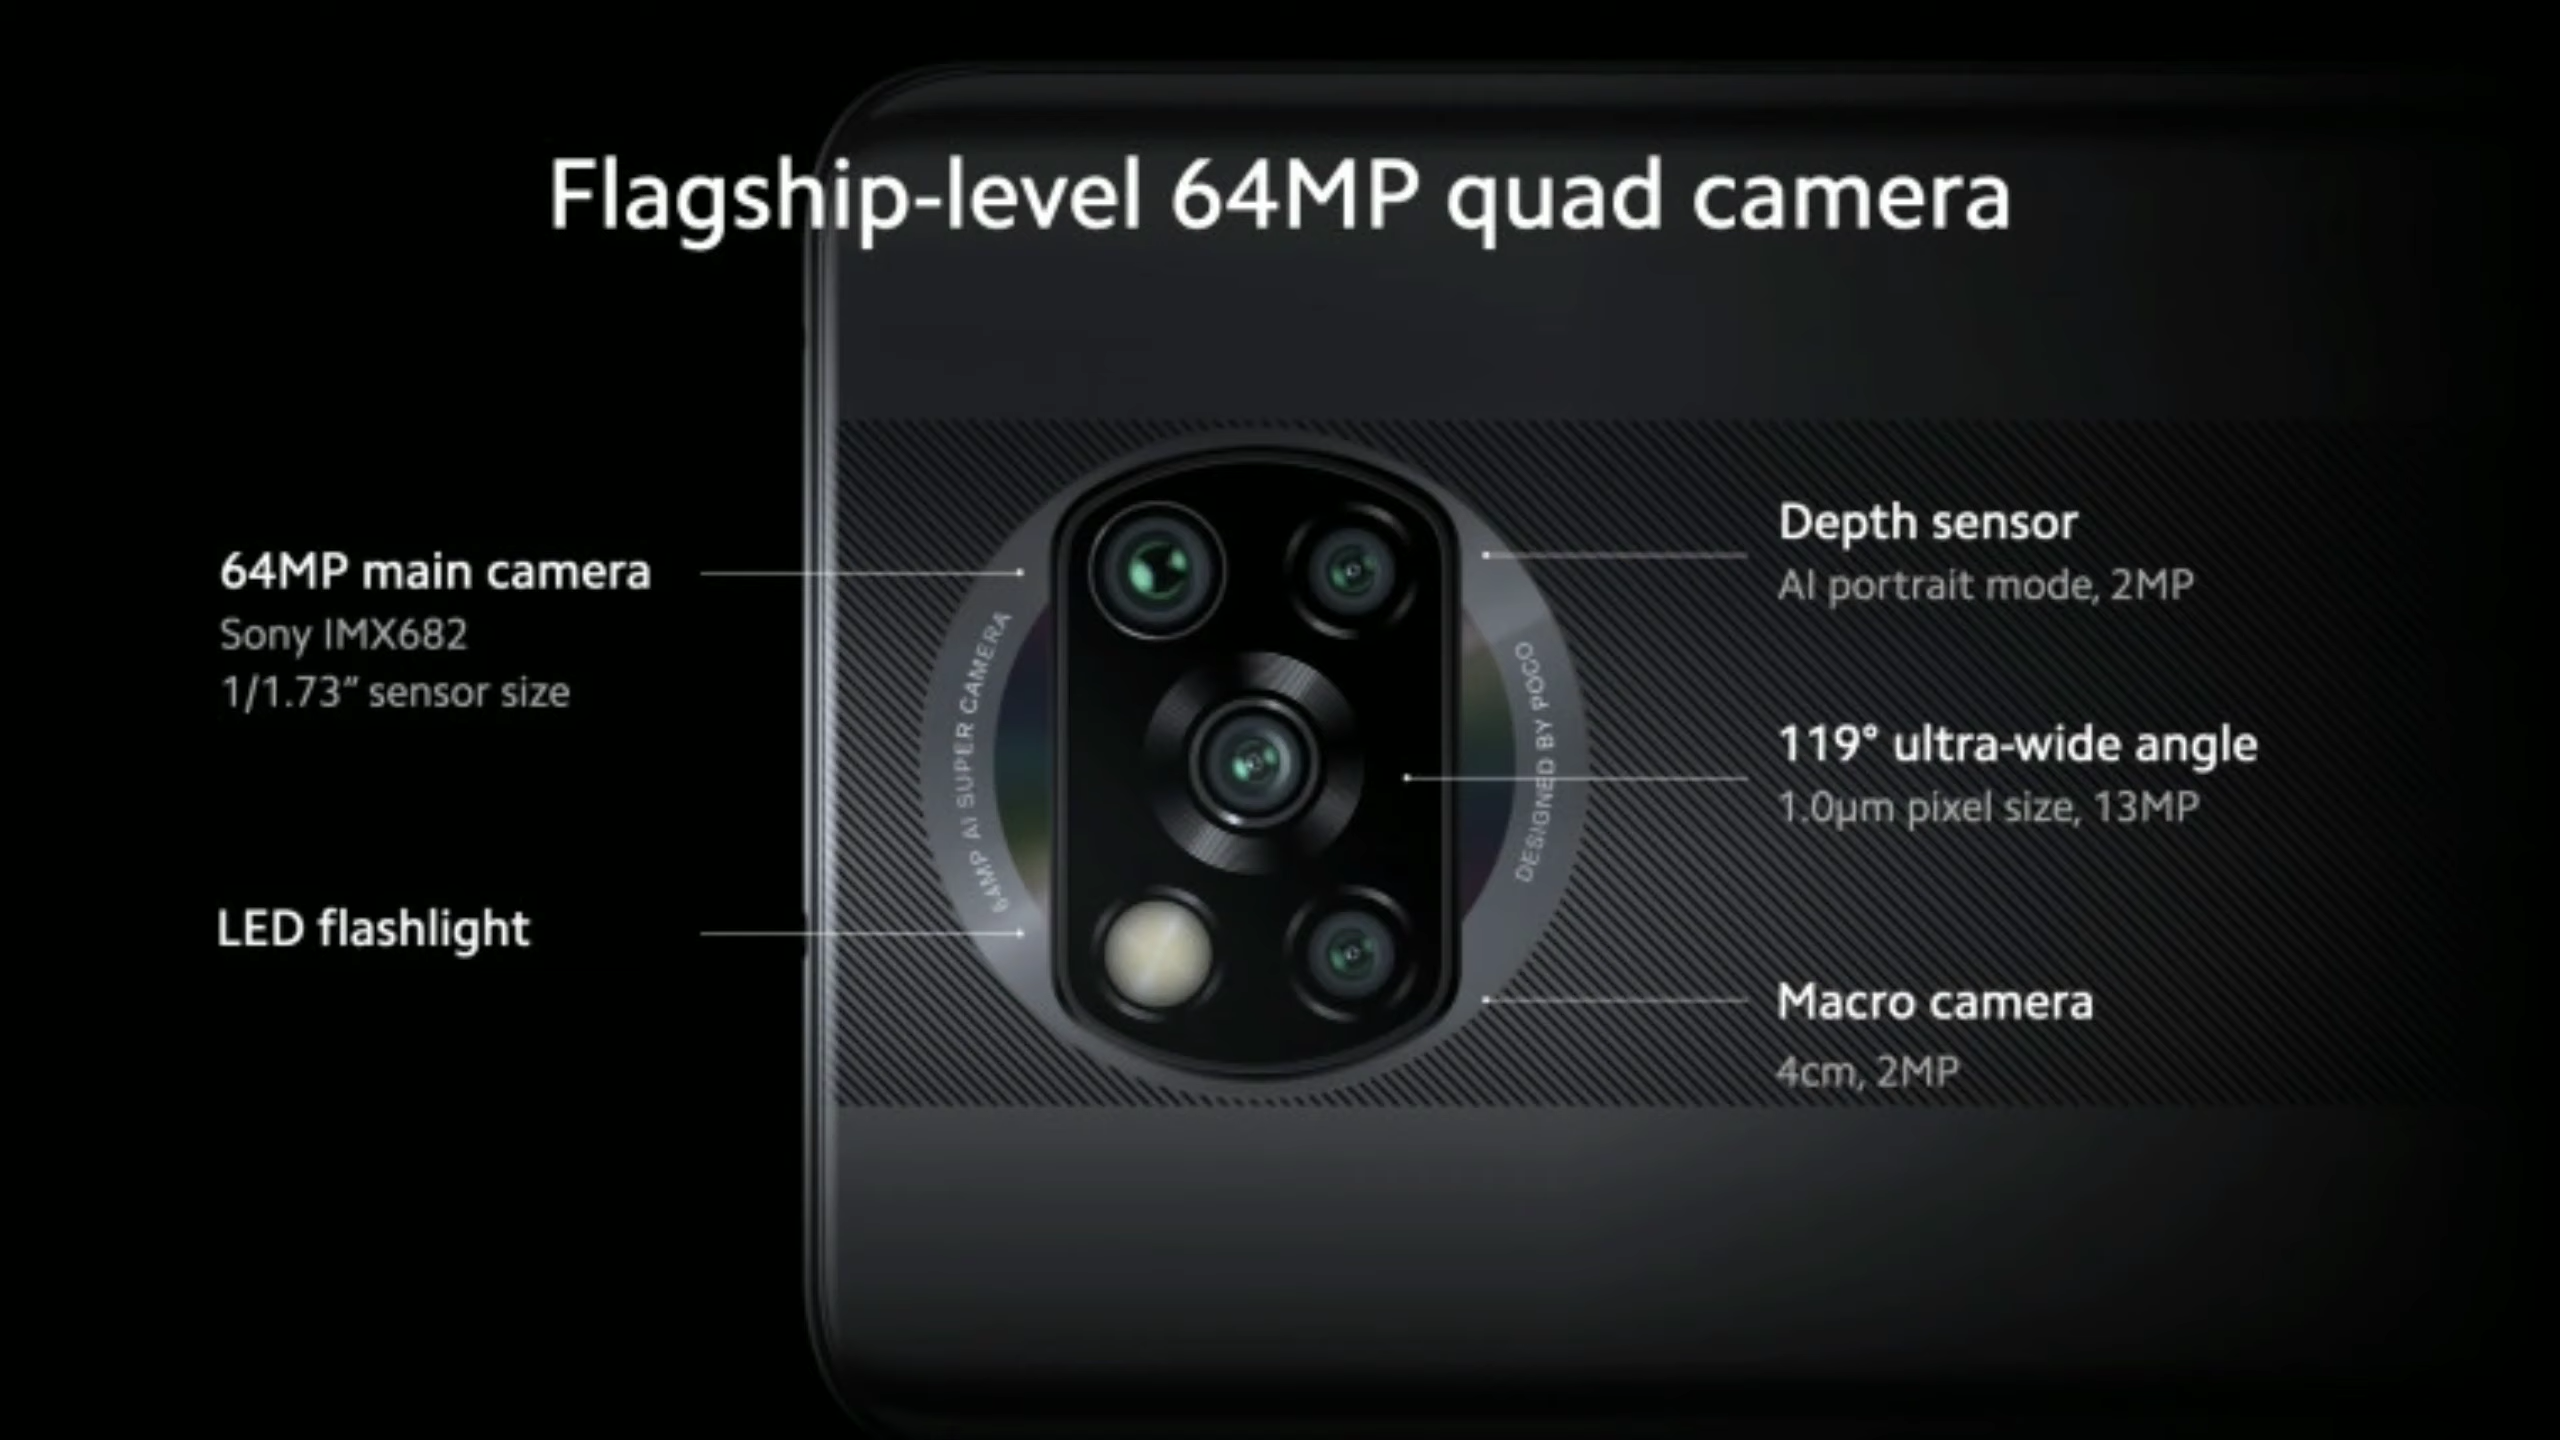 Flagship-level 64MP quad camera
64MP main camera
Sony IMX682
1/1.73” sensor size
LED flashlight
64MP AI SUPER CAMERA
DESIGNED BY POCO
Depth sensor
AI portrait mode, 2MP
119° ultra-wide angle
1.0μm pixel size, 13MP
Macro camera
4cm, 2MP